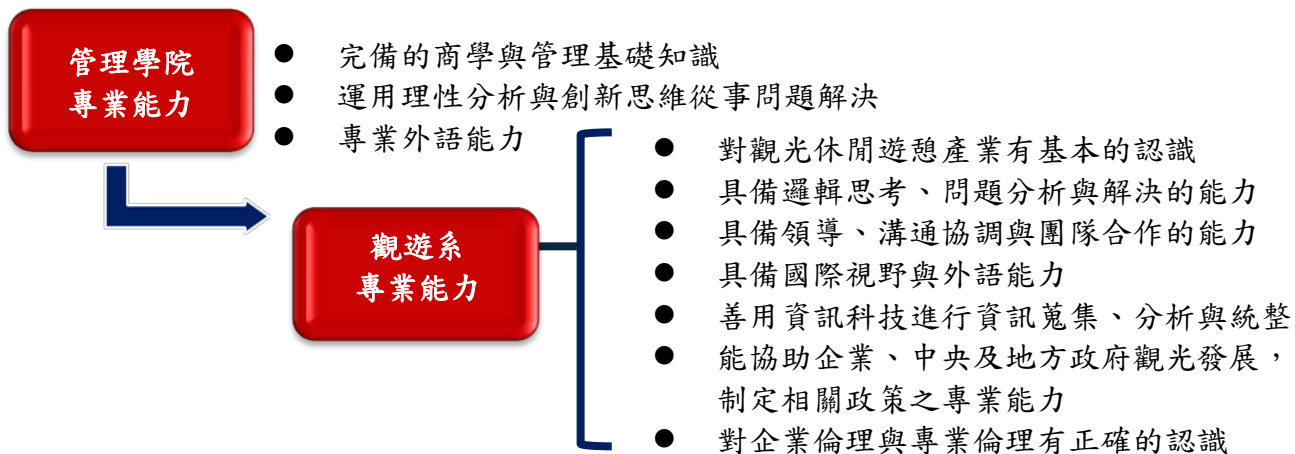 管理學院
專業能力
● 完備的商學與管理基礎知識
● 運用理性分析與創新思維從事問題解決
● 專業外語能力
觀遊系
專業能力
● 對觀光休閒遊憩產業有基本的認識
● 具備邏輯思考、問題分析與解決的能力
● 具備領導、溝通協調與團隊合作的能力
● 具備國際視野與外語能力
● 善用資訊科技進行資訊蒐集、分析與統整
● 能協助企業、中央及地方政府觀光發展，
制定相關政策之專業能力
● 對企業倫理與專業倫理有正確的認識